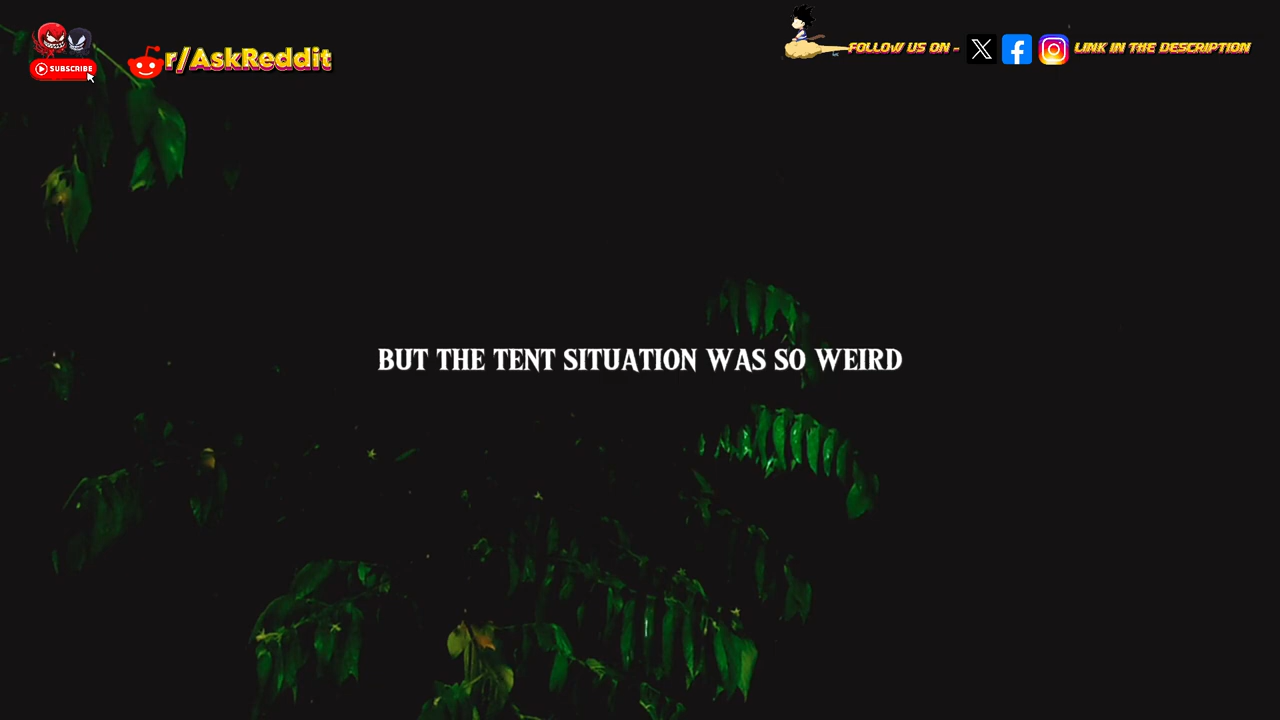 SUBSCRIBE
r/AskReddit
FOLLOW US ON -
LINK IN THE DESCRIPTION
BUT THE TENT SITUATION WAS SO WEIRD